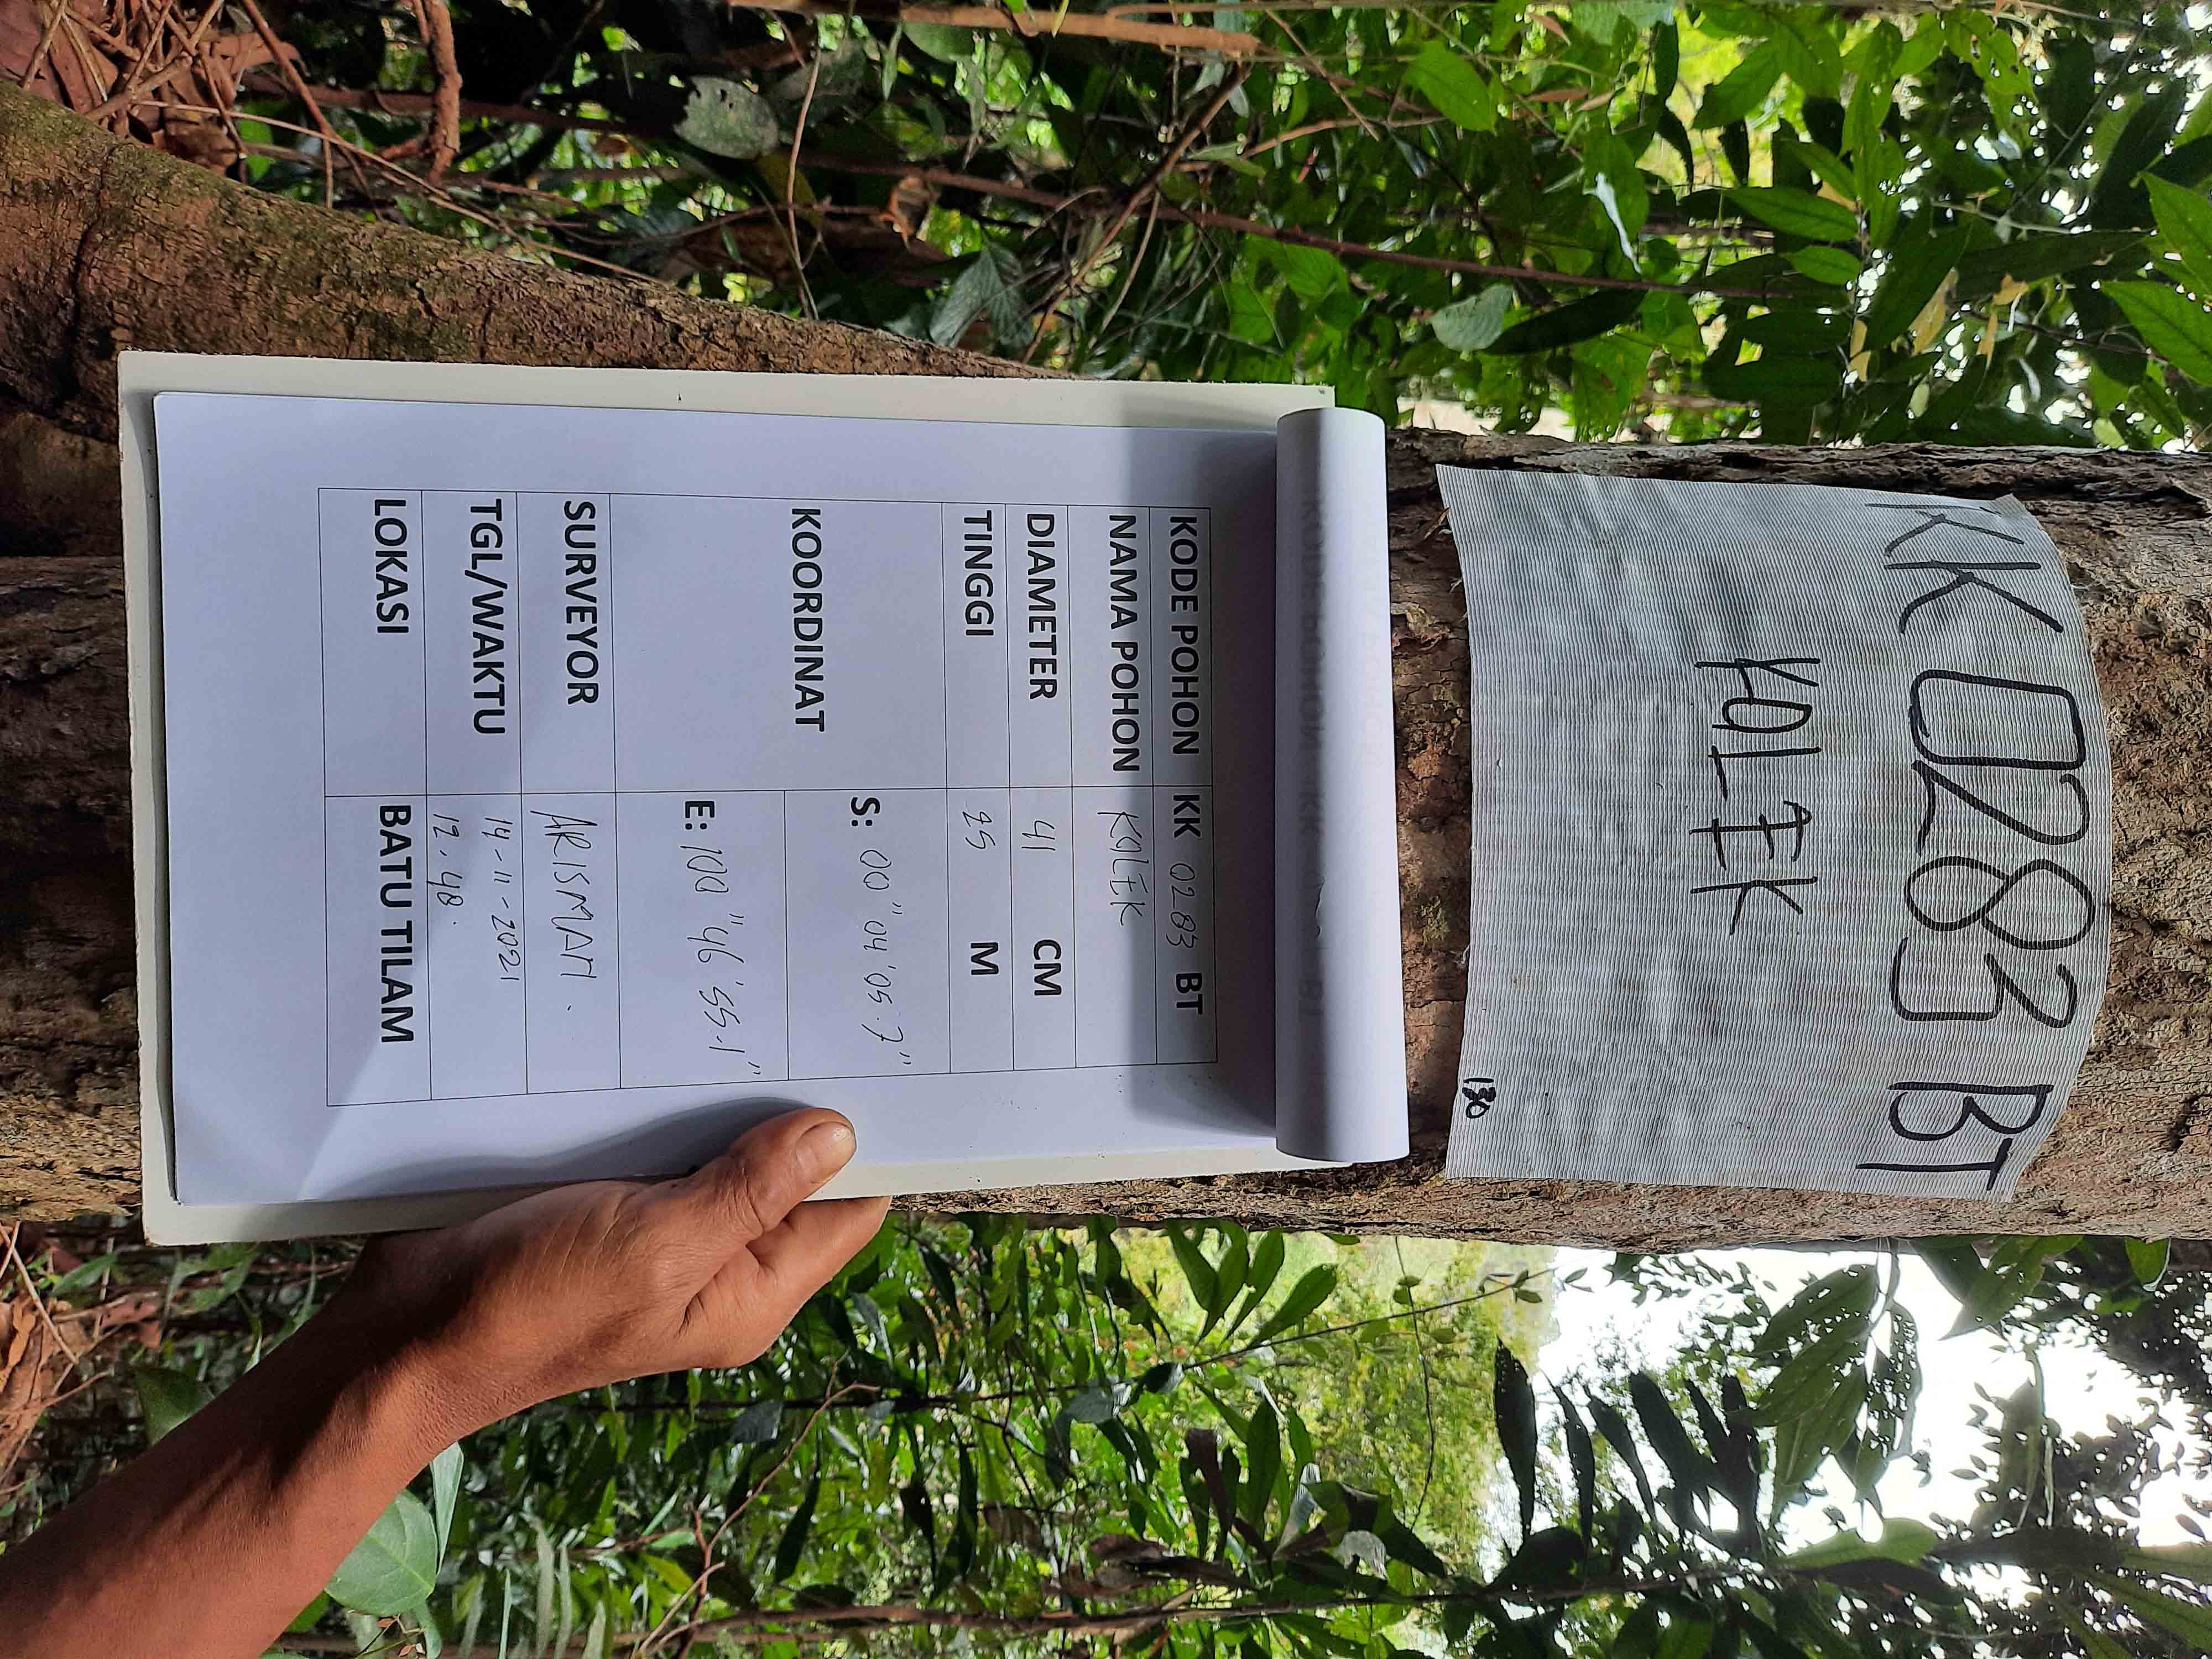 KK 0283 BT
KOLEK
130
KODE POHON KK 0283 BT
NAMA POHON KOLEK
DIAMETER 41 CM
TINGGI 25 M
KOORDINAT
S: 00" 04' 05.7"
E: 100" 46' 55.1"
SURVEYOR ARISMAN.
TGL/WAKTU 14-11-2021
12.48.
LOKASI BATU TILAM